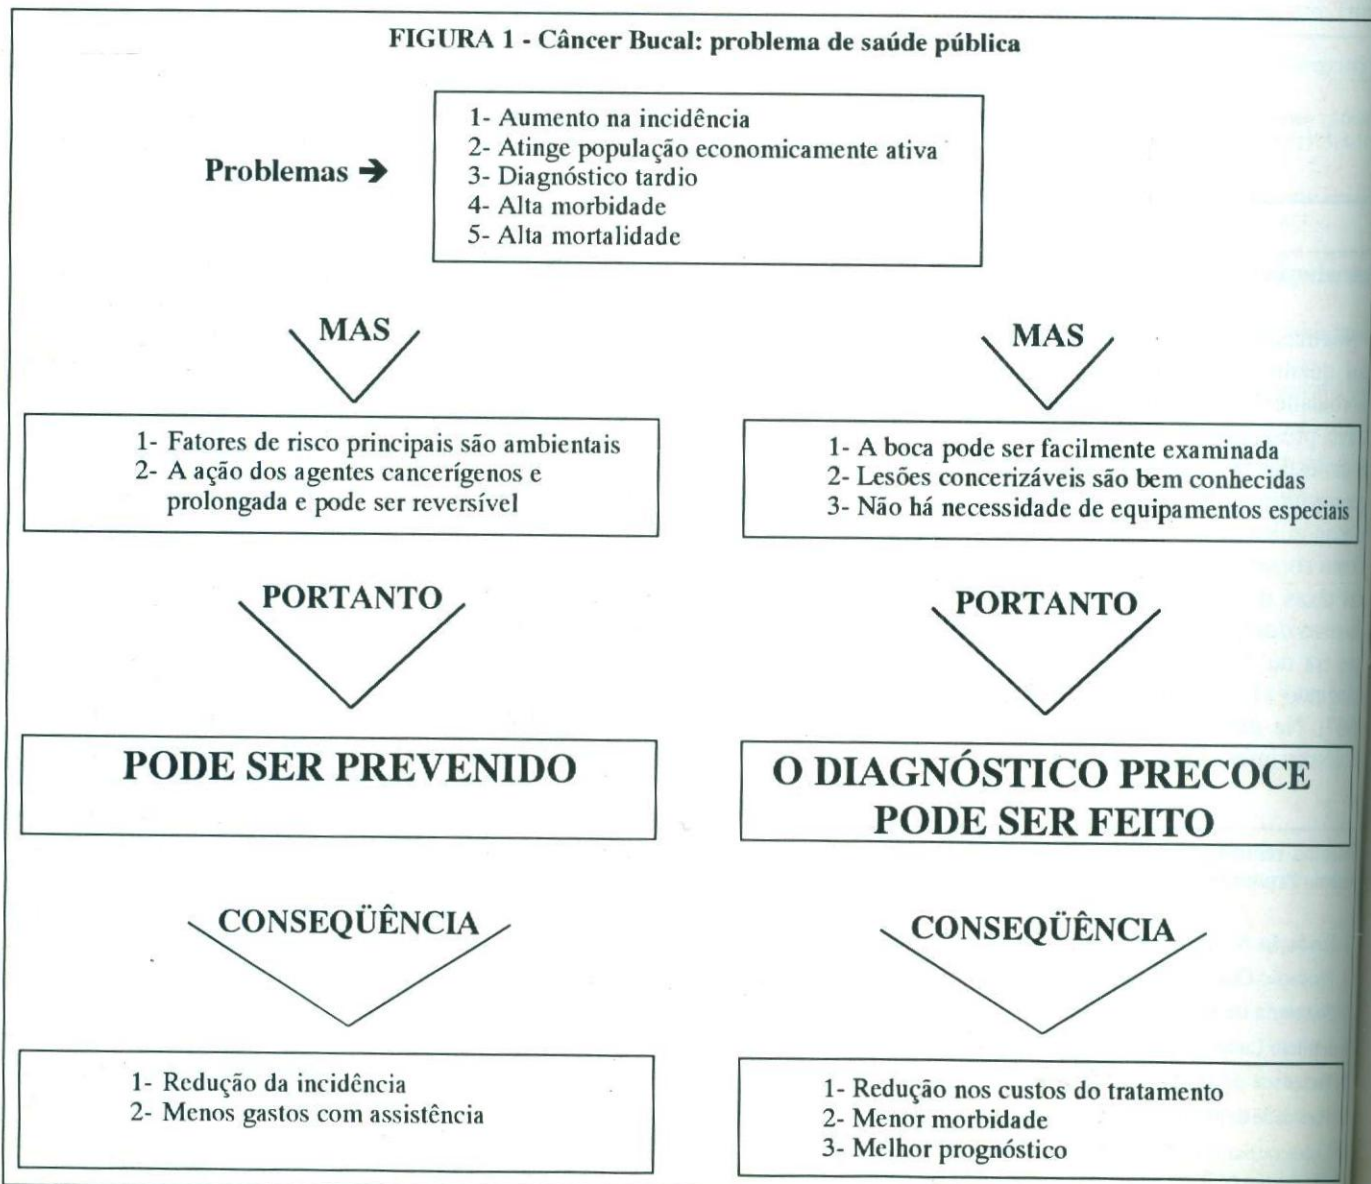 FIGURA 1 - Câncer Bucal: problema de saúde pública
Problemas ➔
1- Aumento na incidência
2- Atinge população economicamente ativa
3- Diagnóstico tardio
4- Alta morbidade
5- Alta mortalidade
MAS
1- Fatores de risco principais são ambientais
2- A ação dos agentes cancerígenos e
prolongada e pode ser reversível
PORTANTO
PODE SER PREVENIDO
CONSEQÜÊNCIA
1- Redução da incidência
2- Menos gastos com assistência
MAS
1- A boca pode ser facilmente examinada
2- Lesões concerizáveis são bem conhecidas
3- Não há necessidade de equipamentos especiais
PORTANTO
O DIAGNÓSTICO PRECOCE
PODE SER FEITO
CONSEQÜÊNCIA
1- Redução nos custos do tratamento
2- Menor morbidade
3- Melhor prognóstico